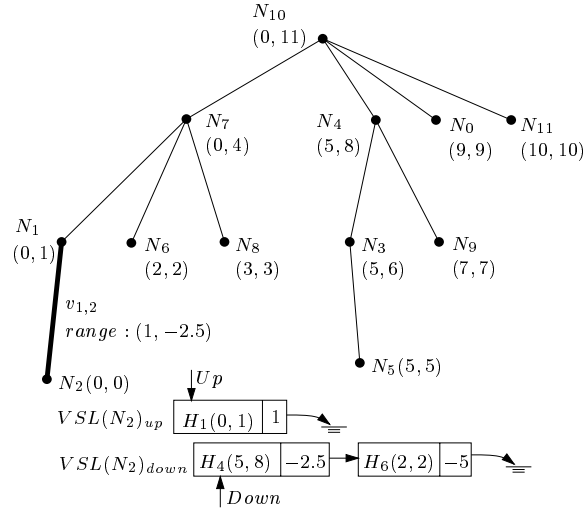 N10
(0, 11)
N7
(0, 4)
N4
(5, 8)
N0
(9, 9)
N11
(10, 10)
N1
(0, 1)
N6
(2, 2)
N8
(3, 3)
N3
(5, 6)
N9
(7, 7)
v1,2
range : (1, −2.5)
N2(0, 0)
N5(5, 5)
Up
VSL(N2)up H1(0, 1) 1
VSL(N2)down H4(5, 8) −2.5 H6(2, 2) −5
Down